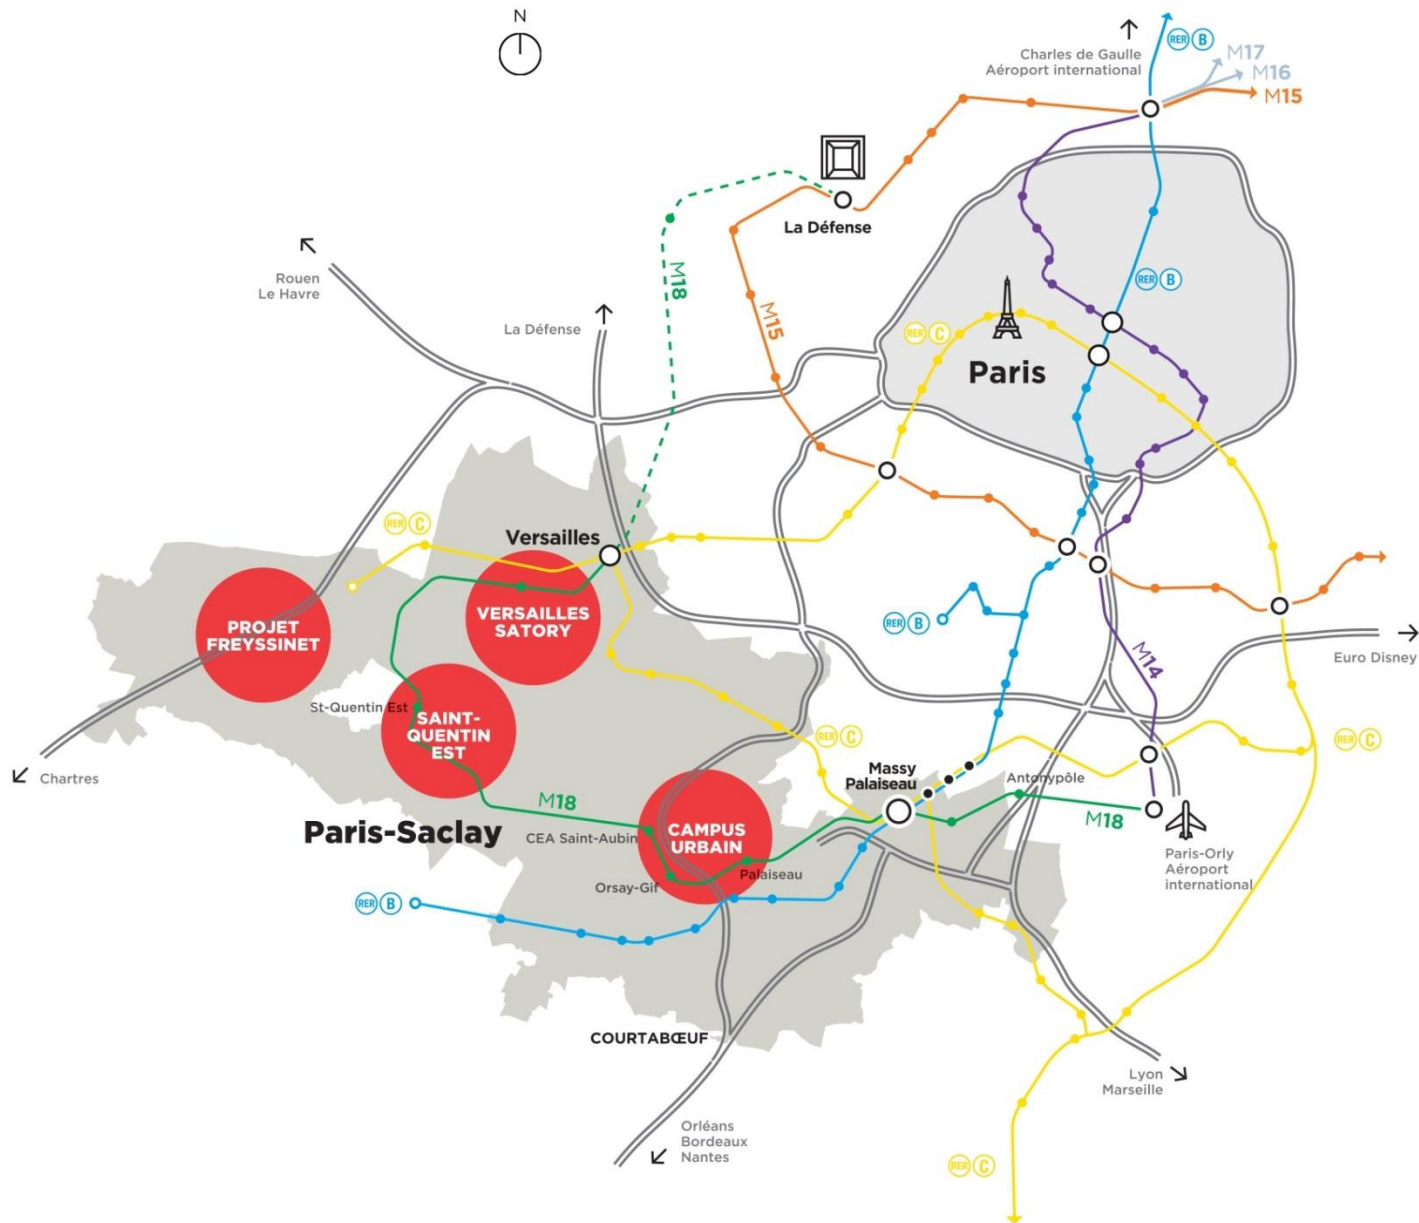 N
Charles de Gaulle
Aéroport international
RER B
M17
M16
M15
La Défense
Rouen
Le Havre
M18
La Défense
M15
RER B
RER C
Paris
RER C
Versailles
PROJET
FREYSSINET
VERSAILLES
SATORY
RER B
M14
Euro Disney
St-Quentin Est
SAINT-
QUENTIN
EST
RER C
RER C
Chartres
Massy
Palaiseau
Antonypôle
M18
M18
Paris-Saclay
CEA Saint-Aubin
CAMPUS
URBAIN
Paris-Orly
Aéroport
international
Palaiseau
Orsay-Gif
RER B
COURTABŒUF
Lyon
Marseille
Orléans
Bordeaux
Nantes
RER C